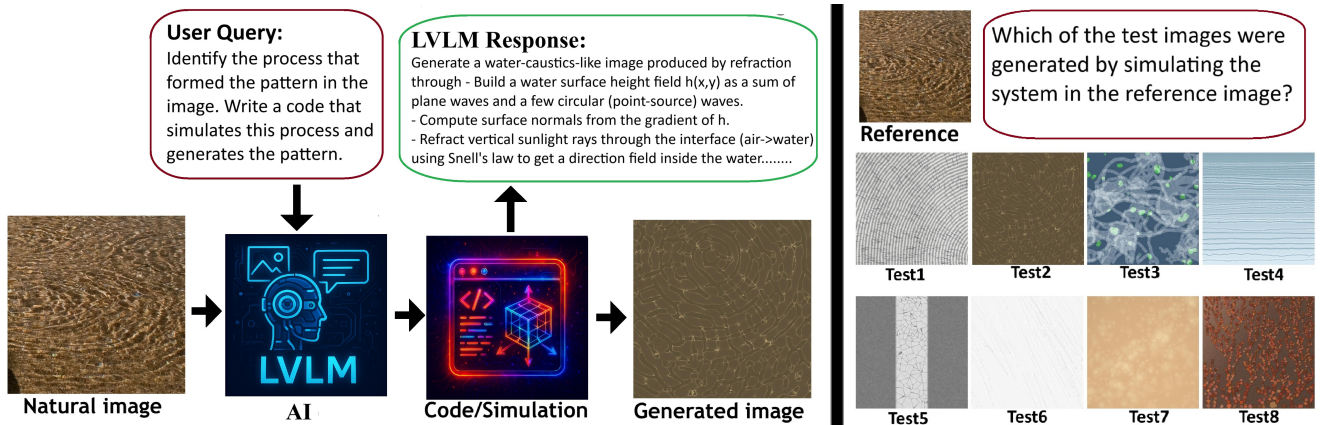 User Query:
Identify the process that
formed the pattern in the
image. Write a code that
simulates this process and
generates the pattern.
LVLM Response:
Generate a water-caustics-like image produced by refraction
through - Build a water surface height field h(x,y) as a sum of
plane waves and a few circular (point-source) waves.
- Compute surface normals from the gradient of h.
- Refract vertical sunlight rays through the interface (air->water)
using Snell's law to get a direction field inside the water........
LVLM
</>
Natural image
AI
Code/Simulation
Generated image
Reference
Which of the test images were
generated by simulating the
system in the reference image?
Test1
Test2
Test3
Test4
Test5
Test6
Test7
Test8